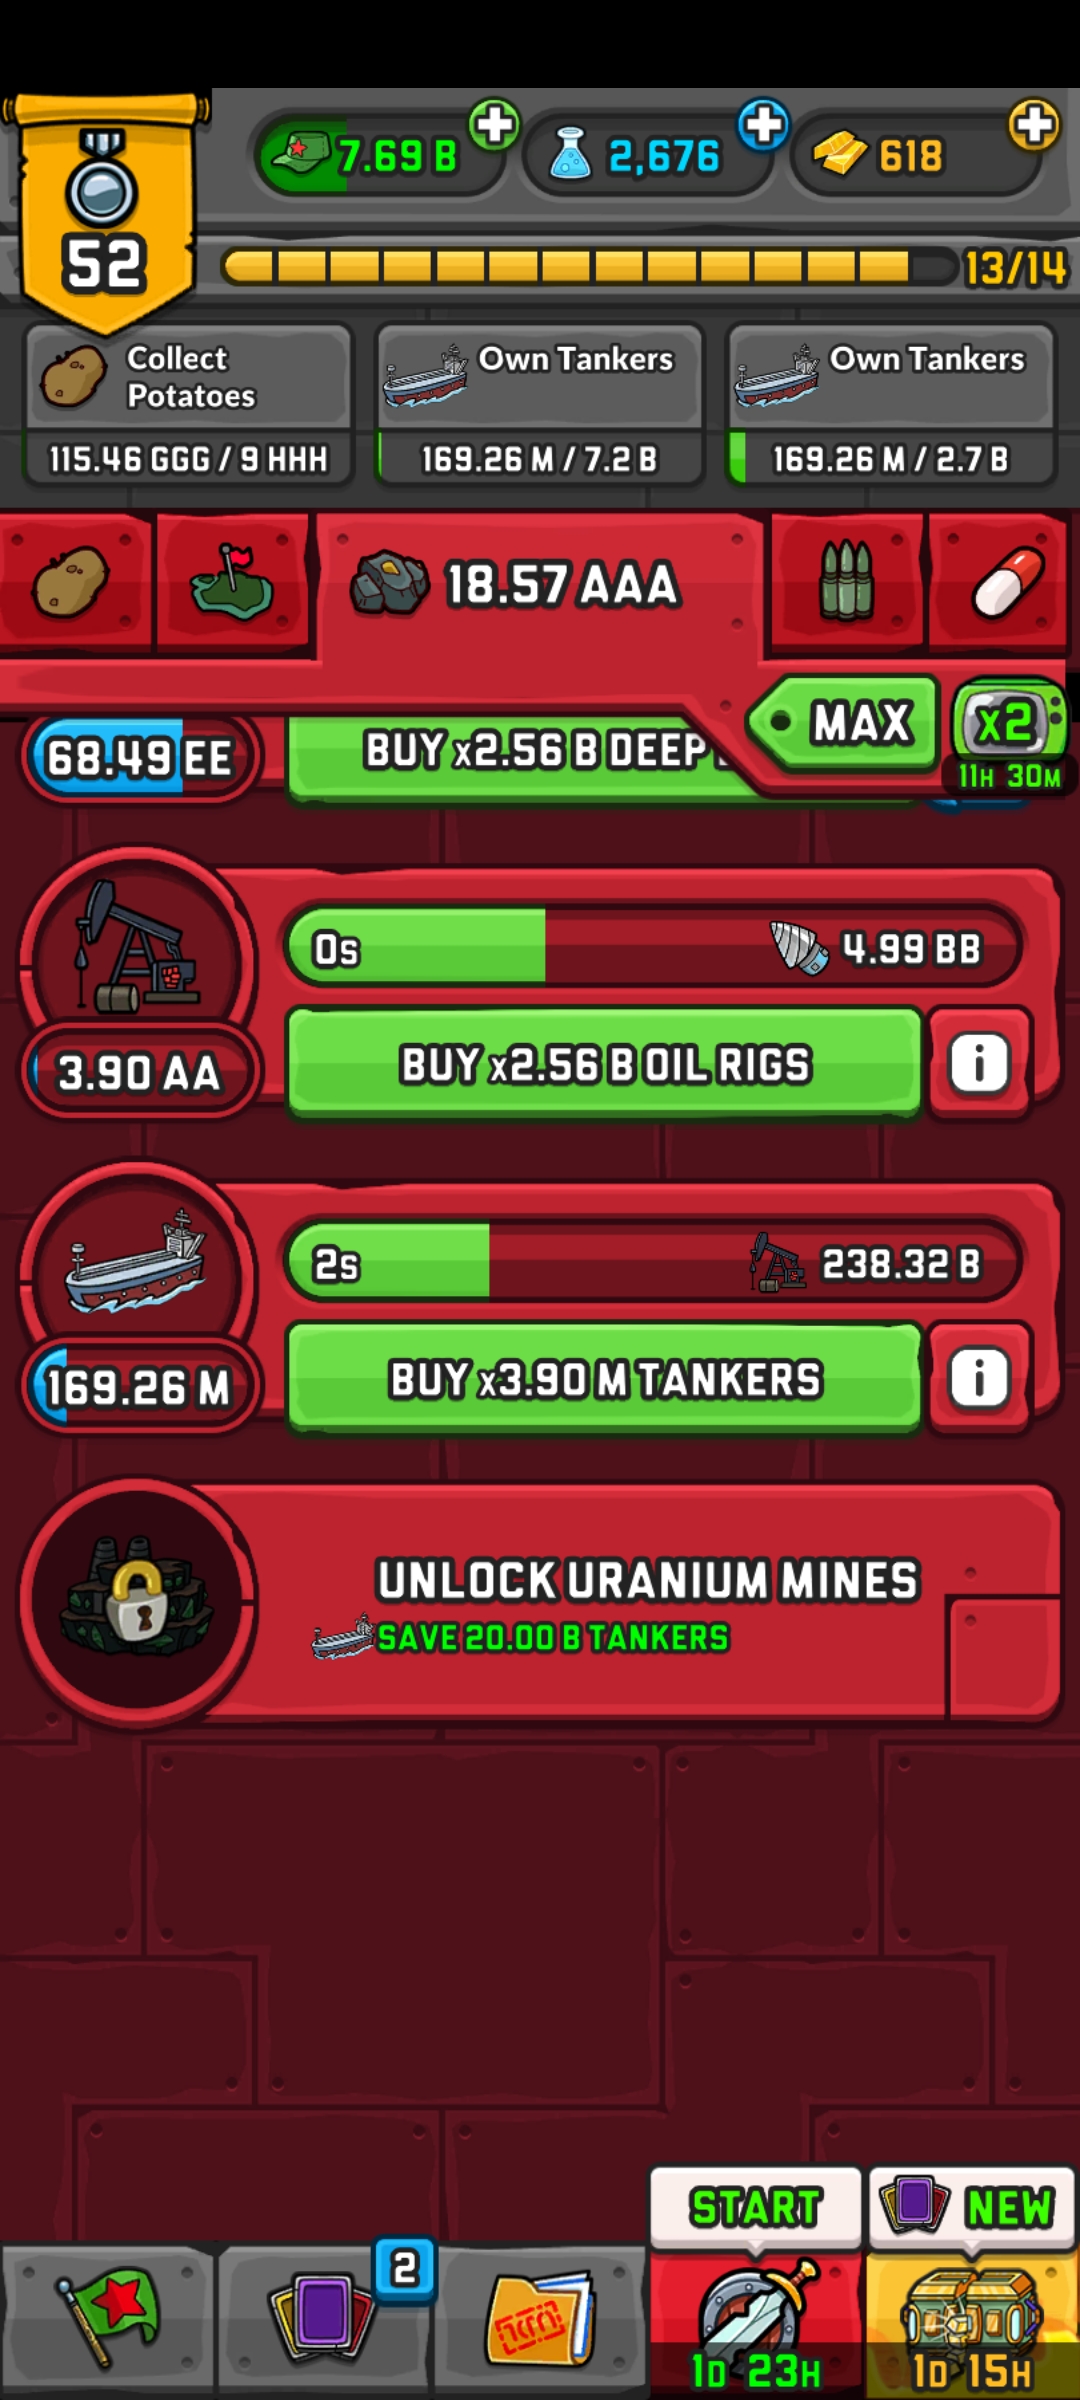 7.69 B
2,676
618
52
13/14
Collect
Potatoes
115.46 GGG / 9 HHH
Own Tankers
169.26 M / 7.2 B
Own Tankers
169.26 M / 2.7 B
18.57 AAA
MAX
x2
11H 30M
68.49 EE
BUY x2.56 B DEEP
0s
4.99 BB
3.90 AA
BUY x2.56 B OIL RIGS
i
2s
238.32 B
169.26 M
BUY x3.90 M TANKERS
i
UNLOCK URANIUM MINES
SAVE 20.00 B TANKERS
START
NEW
2
1D 23H
1D 15H